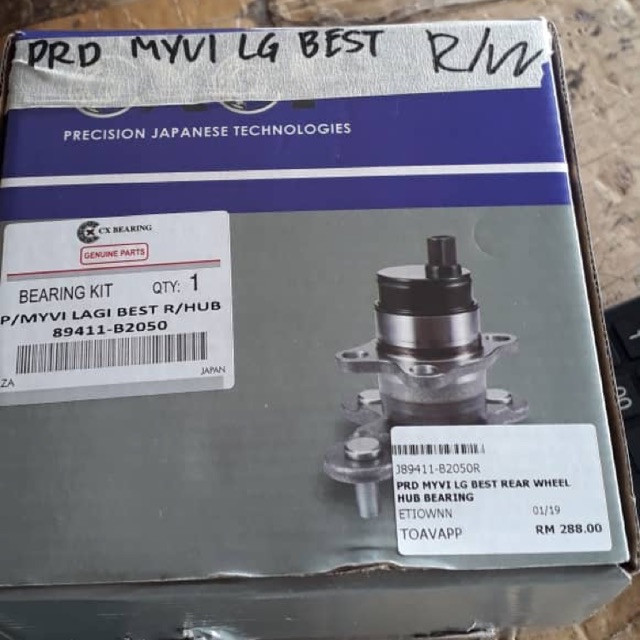 PRD MYVI LG BEST R/W
PRECISION JAPANESE TECHNOLOGIES
CX BEARING
GENUINE PARTS
BEARING KIT QTY: 1
P/MYVI LAGI BEST R/HUB
89411-B2050
ZA JAPAN
J89411-B2050R
PRD MYVI LG BEST REAR WHEEL
HUB BEARING
ETIOWNN 01/19
TOAVAPP RM 288.00